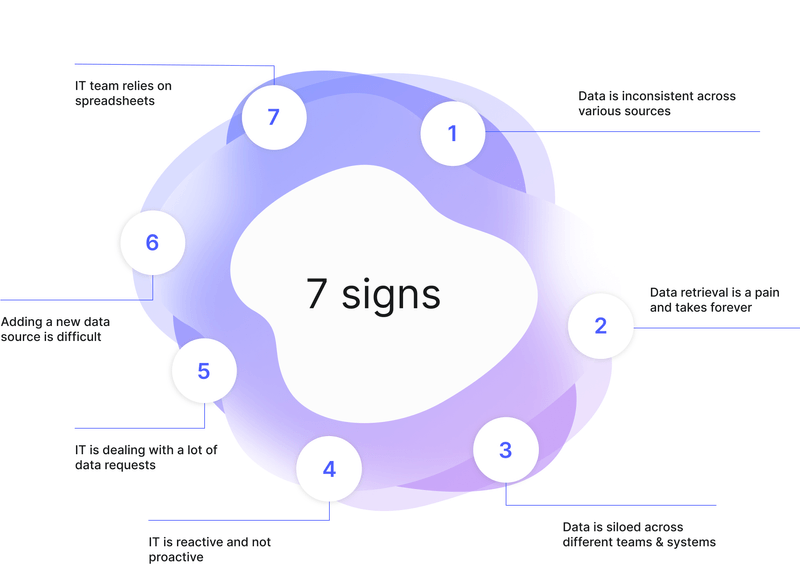 7 signs
1
Data is inconsistent across
various sources
2
Data retrieval is a pain
and takes forever
3
Data is siloed across
different teams & systems
4
IT is reactive and not
proactive
5
IT is dealing with a lot of
data requests
6
Adding a new data
source is difficult
7
IT team relies on
spreadsheets